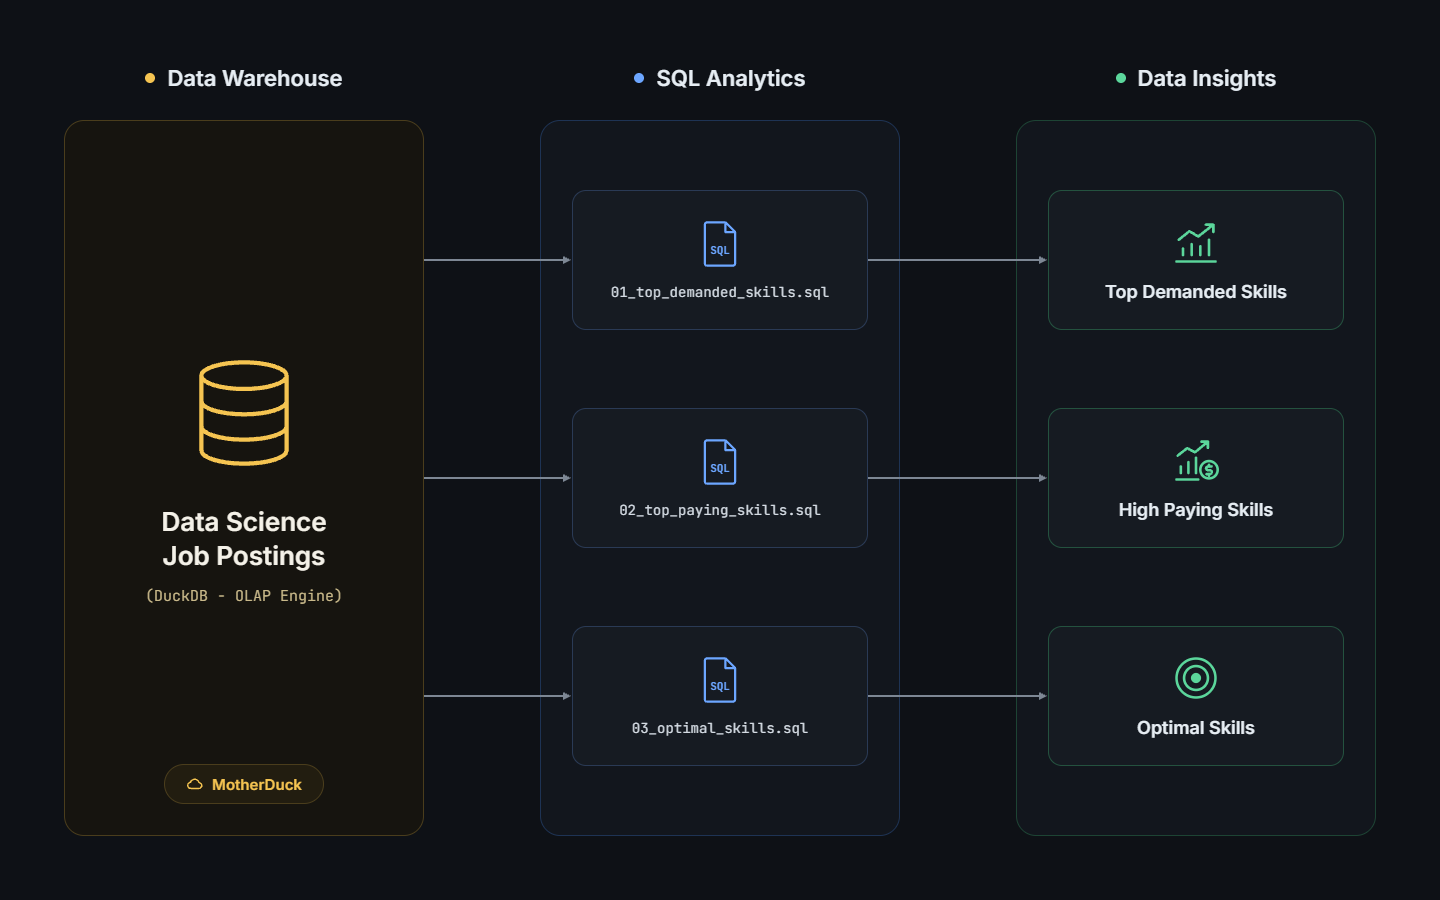 Data Warehouse
SQL Analytics
Data Insights
Data Science
Job Postings
(DuckDB - OLAP Engine)
MotherDuck
SQL
01_top_demanded_skills.sql
SQL
02_top_paying_skills.sql
SQL
03_optimal_skills.sql
Top Demanded Skills
$
High Paying Skills
Optimal Skills